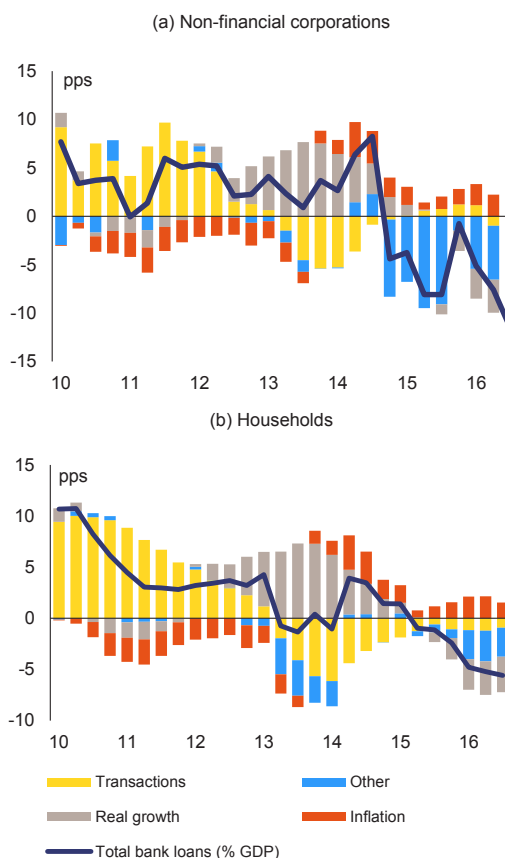 (a) Non-financial corporations
15
pps
10
5
0
-5
-10
-15
10 11 12 13 14 15 16
(b) Households
15
pps
10
5
0
-5
-10
10 11 12 13 14 15 16
Transactions Other
Real growth Inflation
Total bank loans (% GDP)